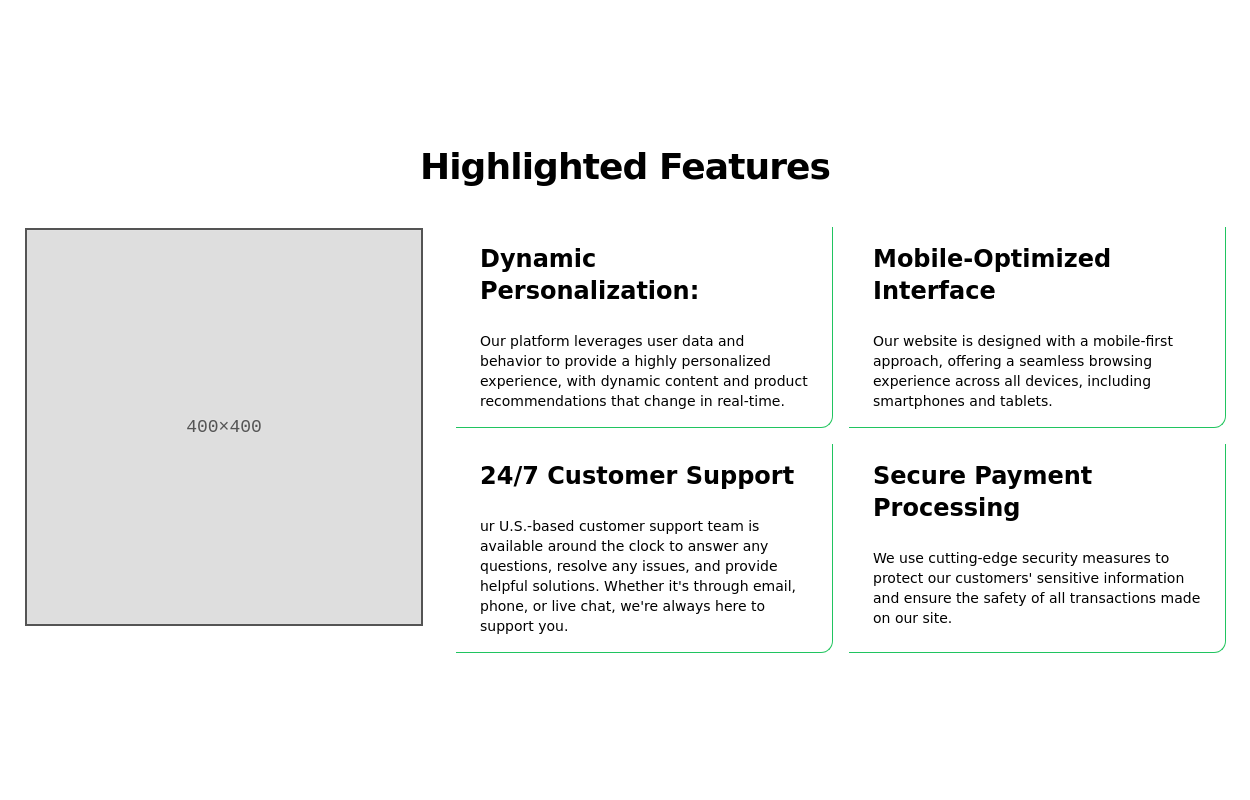 Highlighted Features
400×400
Dynamic
Personalization:
Our platform leverages user data and
behavior to provide a highly personalized
experience, with dynamic content and product
recommendations that change in real-time.
Mobile-Optimized
Interface
Our website is designed with a mobile-first
approach, offering a seamless browsing
experience across all devices, including
smartphones and tablets.
24/7 Customer Support
ur U.S.-based customer support team is
available around the clock to answer any
questions, resolve any issues, and provide
helpful solutions. Whether it's through email,
phone, or live chat, we're always here to
support you.
Secure Payment
Processing
We use cutting-edge security measures to
protect our customers' sensitive information
and ensure the safety of all transactions made
on our site.